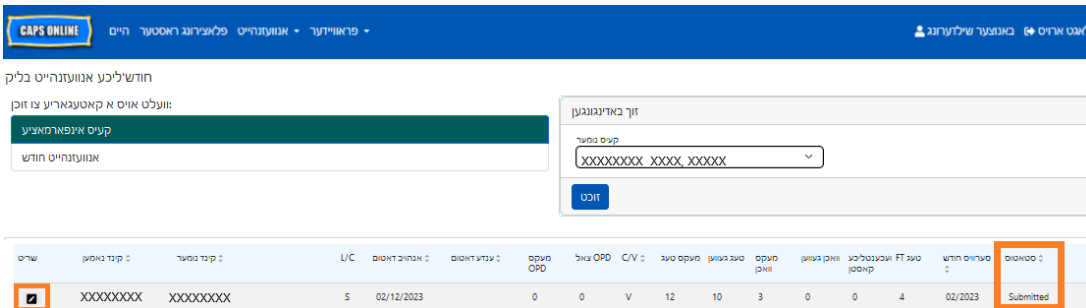 CAPS ONLINE
היים
פלאצירונג ראסטער
אנוועזנהייט
פראוויידער
באנוצער שילדערונג
לאגט ארויס
חודש'ליכע אנוועזנהייט בליק
וועלט אויס א קאטעגאריע צו זוכן:
קעיס אינפארמאציע
אנוועזנהייט חודש
זוך באדינגונגען
קעיס נומער
XXXXXXXX XXXX, XXXXX
זוכט
שריט
קינד נאמען
קינד נומער
L/C
אנהויב דאטום
ענדע דאטום
מעקס OPD
צאל OPD
C/V
מעקס טעג
טעג געווען
מעקס וואכן
וואכן געווען
FT טעג
סערוויס חודש
סטאטוס
XXXXXXXX XXXXXXXX S 02/12/2023 0 0 V 12 10 3 0 0 4 02/2023 Submitted